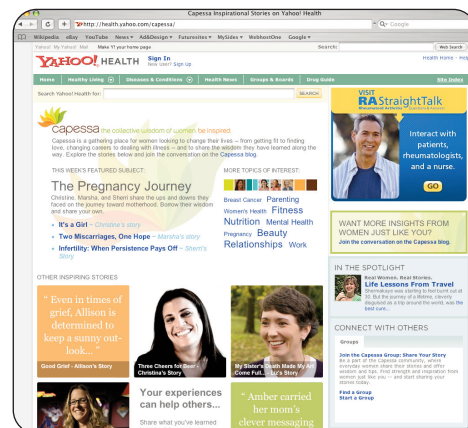 Capessa Inspirational Stories on Yahoo! Health
http://health.yahoo.com/capessa/
Google
Wikipedia eBay YouTube News Ad&Design Futuresites MySites WebhostOne Google
Yahoo! My Yahoo! Mail Make Y! your home page
Search:
Web Search
YAHOO! HEALTH
Sign In
New User? Sign Up
Health Home - Help
Home Healthy Living Diseases & Conditions Health News Groups & Boards Drug Guide Site Index
Search Yahoo! Health for:
SEARCH
capessa the collective wisdom of women. be inspired.
Capessa is a gathering place for women looking to change their lives – from getting fit to finding
love, changing careers to dealing with illness – and to share the wisdom they have learned along the
way. Explore the stories below and join the conversation on the Capessa blog.
THIS WEEK'S FEATURED SUBJECT:
The Pregnancy Journey
Christine, Marsha, and Sherri share the ups and downs they
faced on the journey toward motherhood. Borrow their wisdom
and share your own.
It's a Girl – Christine's story
Two Miscarriages, One Hope – Marsha's story
Infertility: When Persistence Pays Off – Sherri's
Story
MORE TOPICS OF INTEREST:
Breast Cancer Parenting
Women's Health Fitness
Nutrition Mental Health
Pregnancy Beauty
Relationships Work
OTHER INSPIRING STORIES
" Even in times of
grief, Allison is
determined to
keep a sunny out-
look... "
Good Grief - Allison's Story
Three Cheers for Beer -
Christina's Story
My Sister's Death Made My Art
Come Full... - Liz's Story
Your experiences
can help others...
Share what you've learned
" Amber carried
her mom's
clever messaging
VISIT
RAStraightTalk
Rheumatoid Arthritis
Interact with
patients,
rheumatologists,
and a nurse.
GO
WANT MORE INSIGHTS FROM
WOMEN JUST LIKE YOU?
Join the conversation on the Capessa blog.
IN THE SPOTLIGHT
Real Women. Real Stories.
Life Lessons From Travel
Shermakaye was starting to feel burnt out at
30. But the journey of a lifetime, cleverly
disguised as a trip around the world, was the
best cure...
CONNECT WITH OTHERS
Groups
Join the Capessa Group: Share Your Story
Be a part of the Capessa community, where
everyday women share their stories and offer
wisdom and tips. Find strength and inspiration from
women just like you -- and start sharing your
stories today.
Find a Group
Start a Group